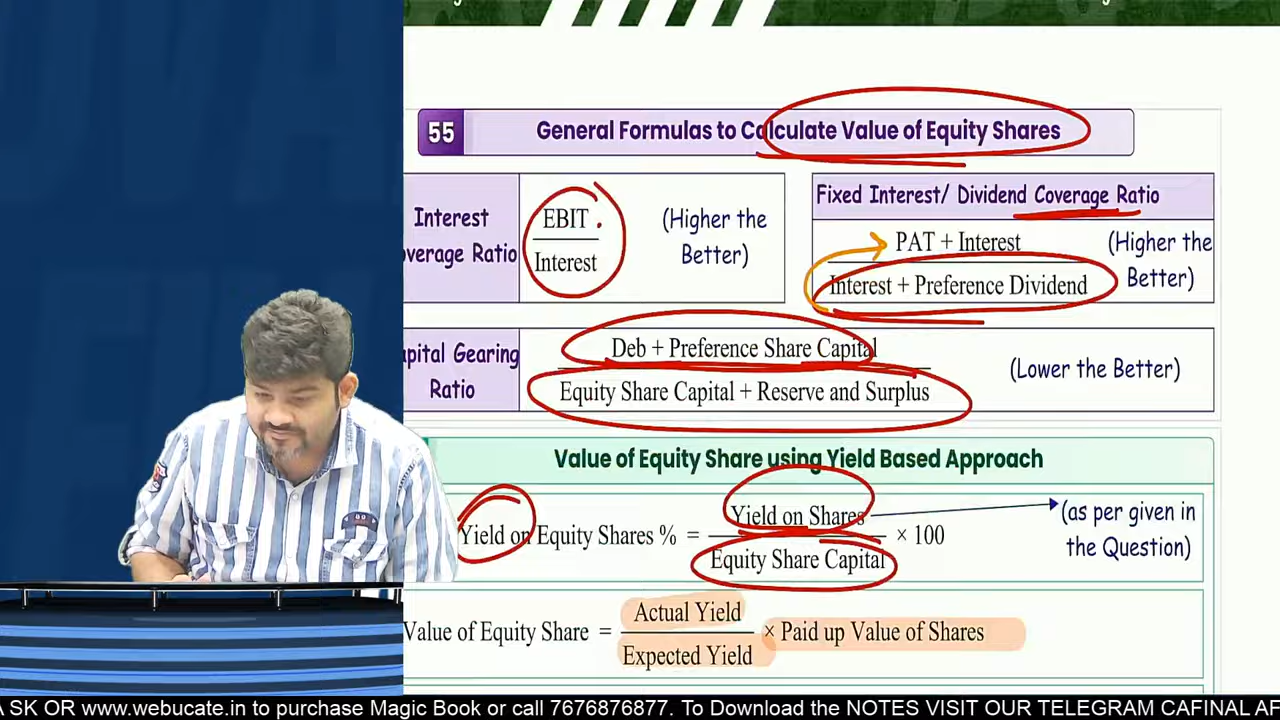 55
General Formulas to Calculate Value of Equity Shares
Interest
overage Ratio
EBIT
Interest
(Higher the
Better)
Fixed Interest/ Dividend Coverage Ratio
PAT + Interest
Interest + Preference Dividend
(Higher the
Better)
apital Gearing
Ratio
Deb + Preference Share Capital
Equity Share Capital + Reserve and Surplus
(Lower the Better)
Value of Equity Share using Yield Based Approach
Yield on Equity Shares % =
Yield on Shares
Equity Share Capital
× 100
(as per given in
the Question)
Value of Equity Share =
Actual Yield
Expected Yield
× Paid up Value of Shares
A SK OR www.webucate.in to purchase Magic Book or call 7676876877. To Download the NOTES VISIT OUR TELEGRAM CAFINAL AF